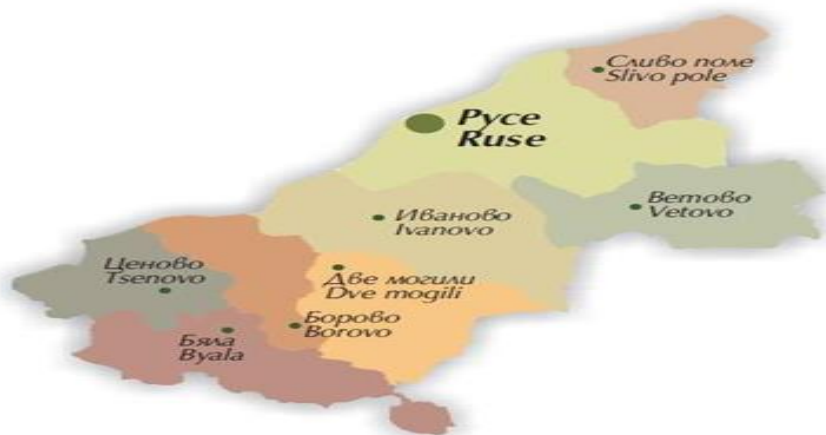 Сливо поле
Slivo pole
Русе
Ruse
Ветово
Vetovo
Иваново
Ivanovo
Ценово
Tsenovo
Две могили
Dve mogili
Борово
Borovo
Бяла
Byala